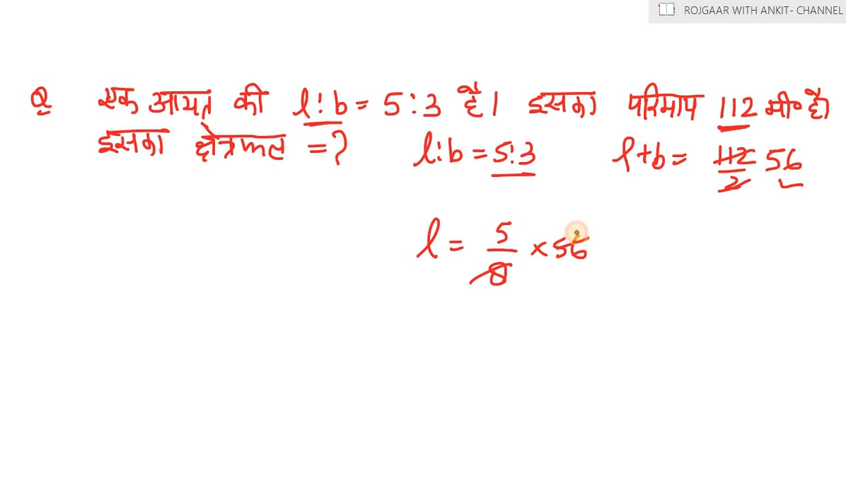 ROJGAAR WITH ANKIT- CHANNEL
Q एक आयत की l:b = 5:3 है। इसका परिमाप 112 मी० है।
इसका क्षेत्रफल = ?
l:b = 5:3 l+b = 112/2 56
l = 5/8 × 56